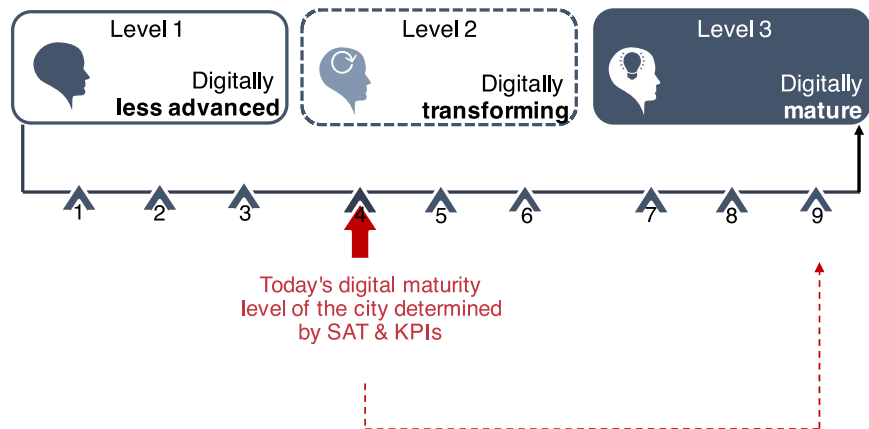 Level 1
Digitally
less advanced
Level 2
Digitally
transforming
Level 3
Digitally
mature
1 2 3 4 5 6 7 8 9
Today's digital maturity
level of the city determined
by SAT & KPIs